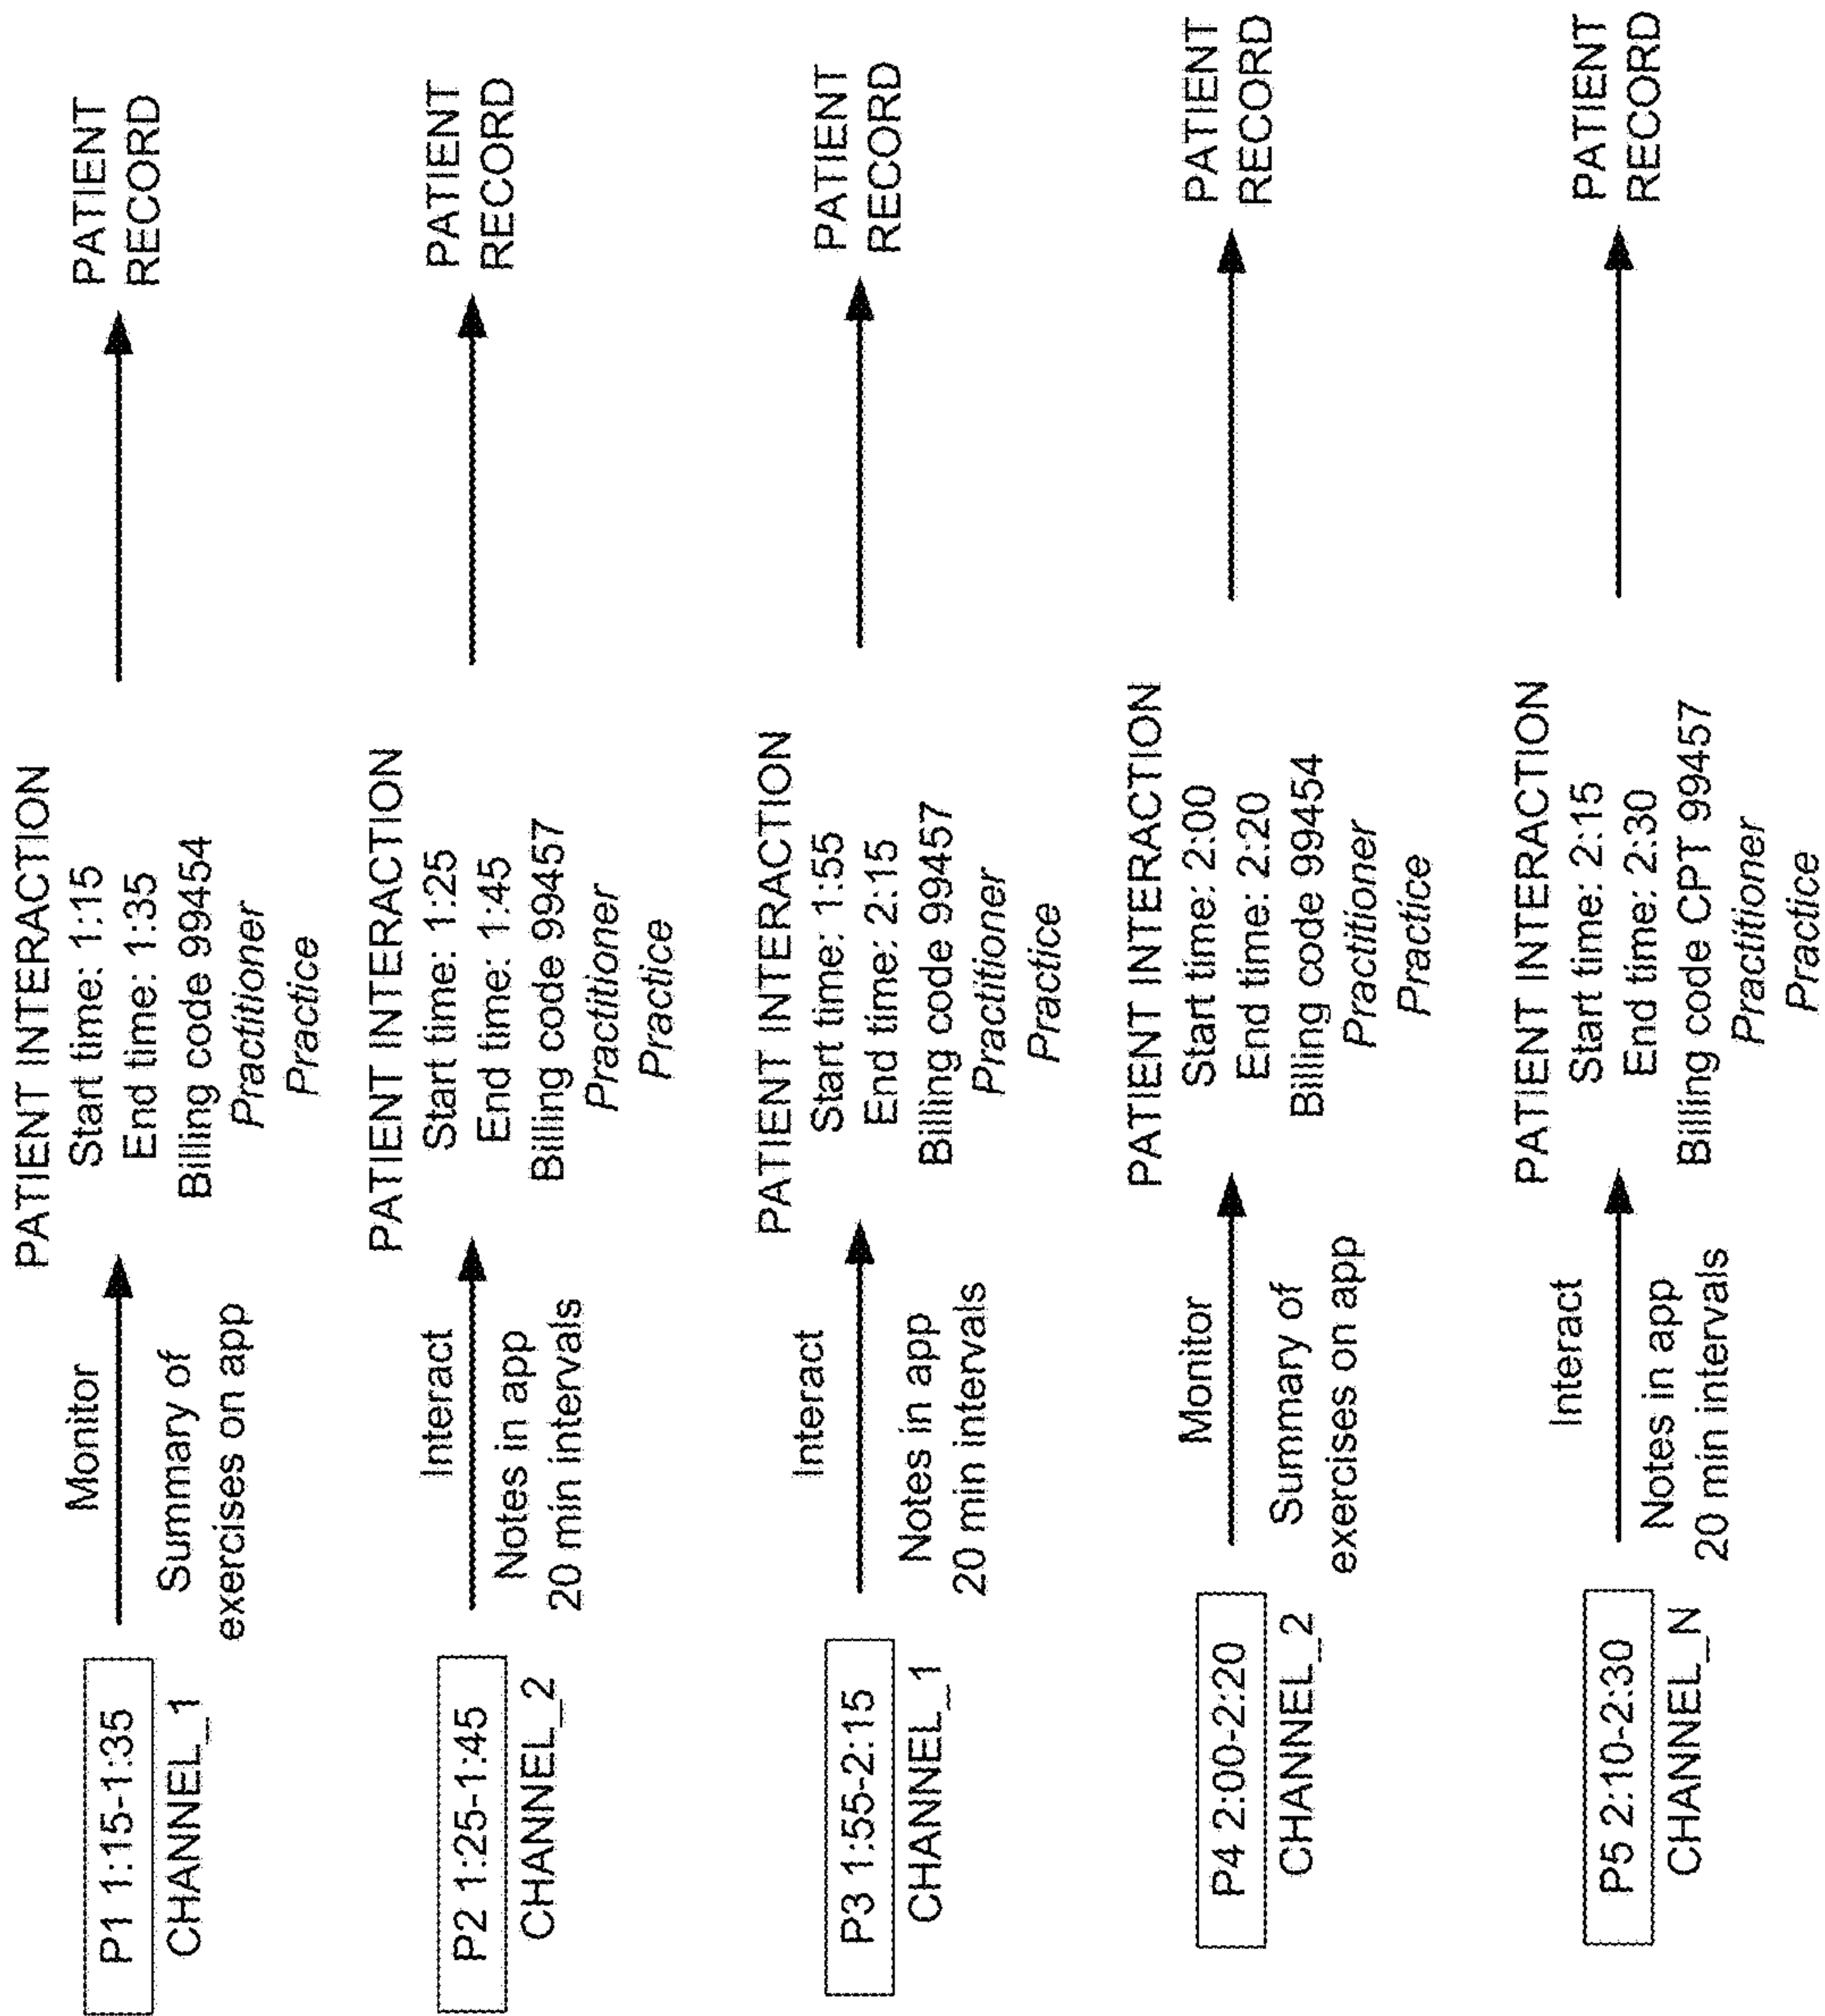 P1 1:15-1:35
CHANNEL_1
Monitor
Summary of
exercises on app
PATIENT INTERACTION
Start time: 1:15
End time: 1:35
Billing code 99454
Practitioner
Practice
PATIENT
RECORD
P2 1:25-1:45
CHANNEL_2
Interact
Notes in app
20 min intervals
PATIENT INTERACTION
Start time: 1:25
End time: 1:45
Billing code 99457
Practitioner
Practice
PATIENT
RECORD
P3 1:55-2:15
CHANNEL_1
Interact
Notes in app
20 min intervals
PATIENT INTERACTION
Start time: 1:55
End time: 2:15
Billing code 99457
Practitioner
Practice
PATIENT
RECORD
P4 2:00-2:20
CHANNEL_2
Monitor
Summary of
exercises on app
PATIENT INTERACTION
Start time: 2:00
End time: 2:20
Billing code 99454
Practitioner
Practice
PATIENT
RECORD
P5 2:10-2:30
CHANNEL_N
Interact
Notes in app
20 min intervals
PATIENT INTERACTION
Start time: 2:15
End time: 2:30
Billing code CPT 99457
Practitioner
Practice
PATIENT
RECORD